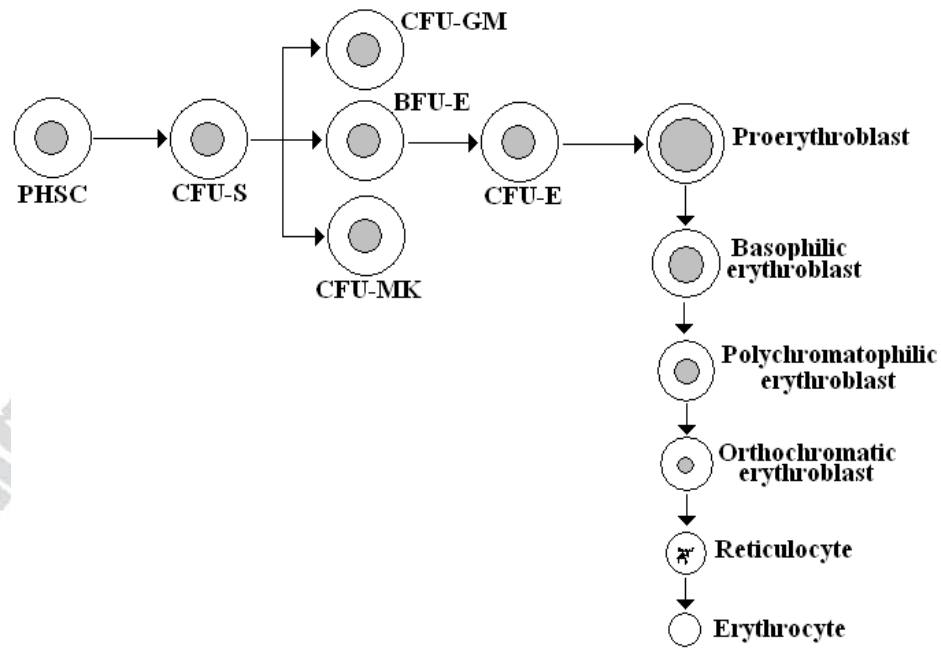 CFU-GM
BFU-E
PHSC
CFU-S
CFU-E
CFU-MK
Proerythroblast
Basophilic
erythroblast
Polychromatophilic
erythroblast
Orthochromatic
erythroblast
Reticulocyte
Erythrocyte